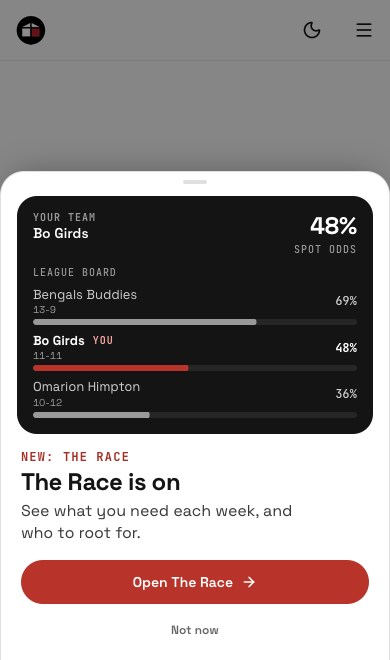 YOUR TEAM
Bo Girds
48%
SPOT ODDS
LEAGUE BOARD
Bengals Buddies
13-9
69%
Bo Girds YOU
11-11
48%
Omarion Himpton
10-12
36%
NEW: THE RACE
The Race is on
See what you need each week, and
who to root for.
Open The Race →
Not now